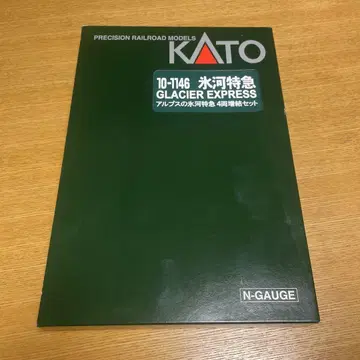 PRECISION RAILROAD MODELS
KATO
10-1146 氷河特急
GLACIER EXPRESS
アルプスの氷河特急 4両増結セット
N-GAUGE